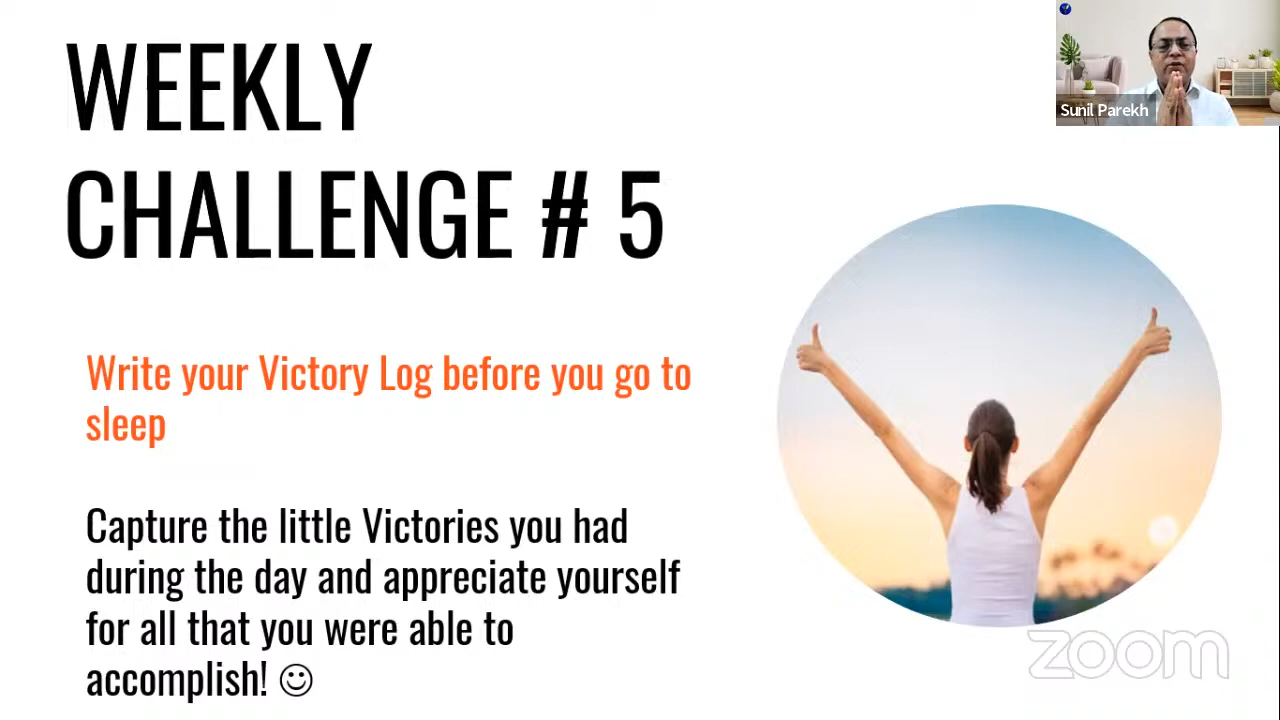 WEEKLY
CHALLENGE # 5
Write your Victory Log before you go to
sleep
Capture the little Victories you had
during the day and appreciate yourself
for all that you were able to
accomplish! ☺
Sunil Parekh
zoom